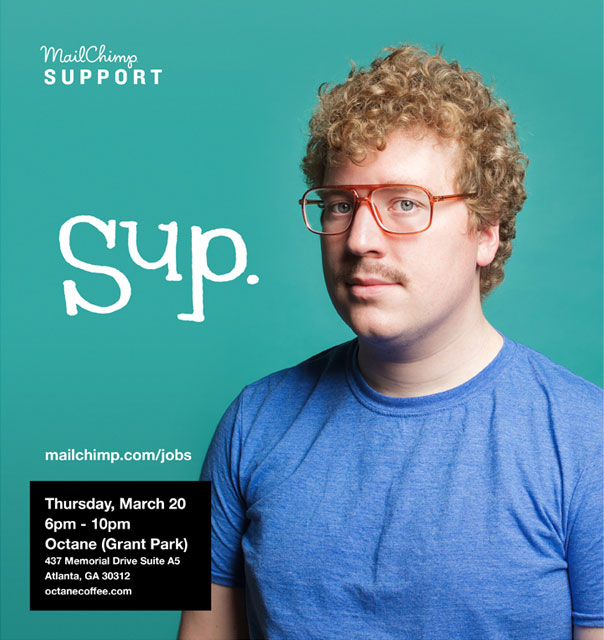 MailChimp
SUPPORT
Sup.
mailchimp.com/jobs
Thursday, March 20
6pm - 10pm
Octane (Grant Park)
437 Memorial Drive Suite A5
Atlanta, GA 30312
octanecoffee.com